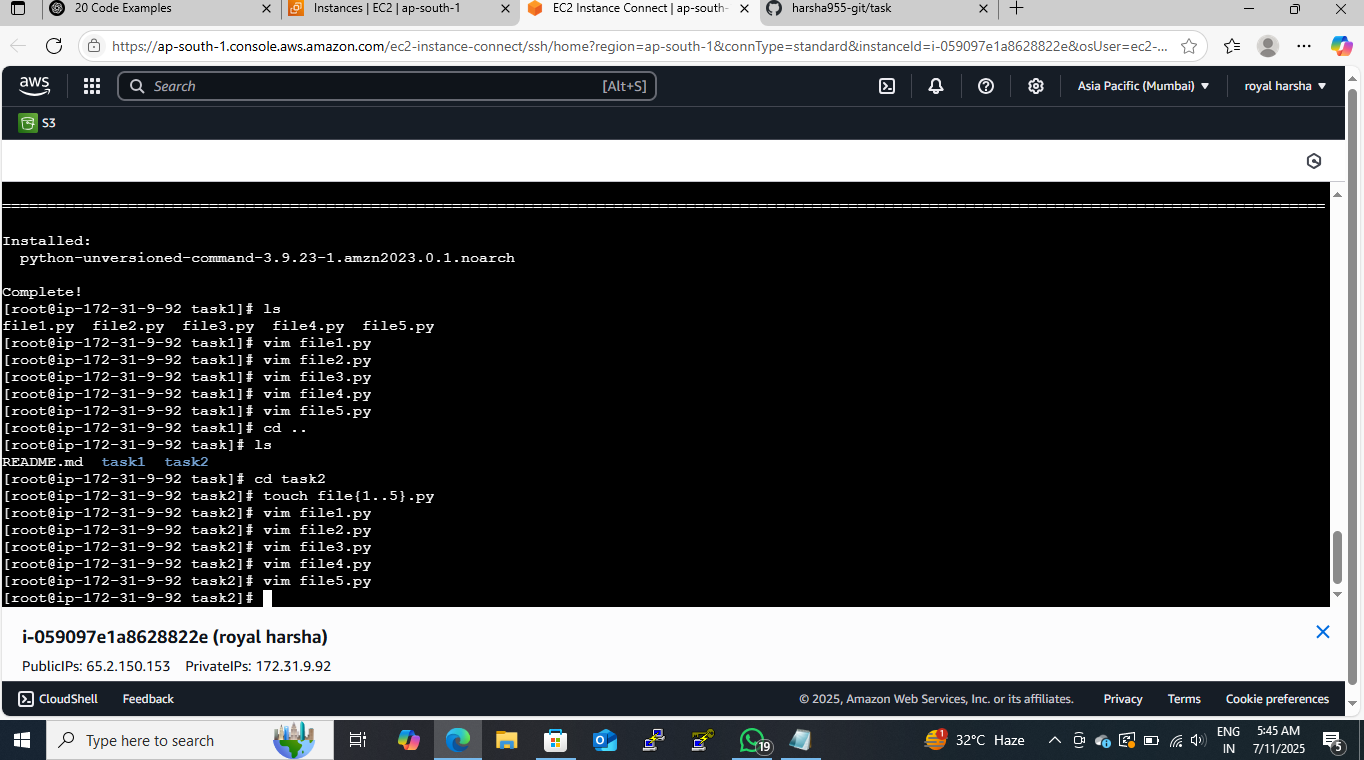 20 Code Examples
Instances | EC2 | ap-south-1
EC2 Instance Connect | ap-south-
harsha955-git/task
https://ap-south-1.console.aws.amazon.com/ec2-instance-connect/ssh/home?region=ap-south-1&connType=standard&instanceId=i-059097e1a8628822e&osUser=ec2-...
aws
Search
[Alt+S]
Asia Pacific (Mumbai)
royal harsha
S3
================================================================================
Installed:
python-unversioned-command-3.9.23-1.amzn2023.0.1.noarch
Complete!
[root@ip-172-31-9-92 task1]# ls
file1.py file2.py file3.py file4.py file5.py
[root@ip-172-31-9-92 task1]# vim file1.py
[root@ip-172-31-9-92 task1]# vim file2.py
[root@ip-172-31-9-92 task1]# vim file3.py
[root@ip-172-31-9-92 task1]# vim file4.py
[root@ip-172-31-9-92 task1]# vim file5.py
[root@ip-172-31-9-92 task1]# cd ..
[root@ip-172-31-9-92 task]# ls
README.md task1 task2
[root@ip-172-31-9-92 task]# cd task2
[root@ip-172-31-9-92 task2]# touch file{1..5}.py
[root@ip-172-31-9-92 task2]# vim file1.py
[root@ip-172-31-9-92 task2]# vim file2.py
[root@ip-172-31-9-92 task2]# vim file3.py
[root@ip-172-31-9-92 task2]# vim file4.py
[root@ip-172-31-9-92 task2]# vim file5.py
[root@ip-172-31-9-92 task2]#
i-059097e1a8628822e (royal harsha)
PublicIPs: 65.2.150.153 PrivateIPs: 172.31.9.92
CloudShell
Feedback
© 2025, Amazon Web Services, Inc. or its affiliates.
Privacy
Terms
Cookie preferences
Type here to search
19
1
32°C Haze
ENG
IN
5:45 AM
7/11/2025
5